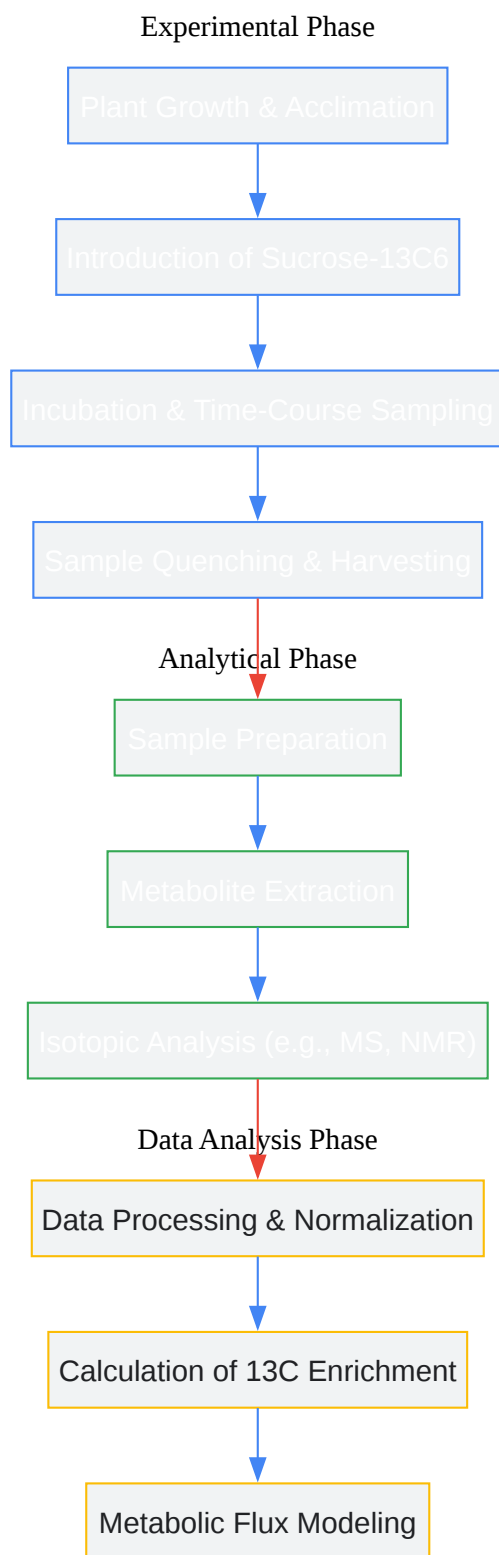 Experimental Phase
Plant Growth & Acclimation
Introduction of Sucrose-13C6
Incubation & Time-Course Sampling
Sample Quenching & Harvesting
Analytical Phase
Sample Preparation
Metabolite Extraction
Isotopic Analysis (e.g., MS, NMR)
Data Analysis Phase
Data Processing & Normalization
Calculation of 13C Enrichment
Metabolic Flux Modeling